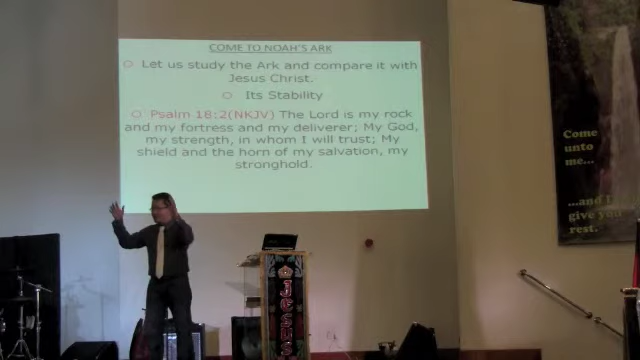 COME TO NOAH'S ARK
Let us study the Ark and compare it with
Jesus Christ.
Its Stability
Psalm 18:2(NKJV) The Lord is my rock
and my fortress and my deliverer; My God,
my strength, in whom I will trust; My
shield and the horn of my salvation, my
stronghold.
Come
unto
me...
...and I
give you
rest.
JESUS